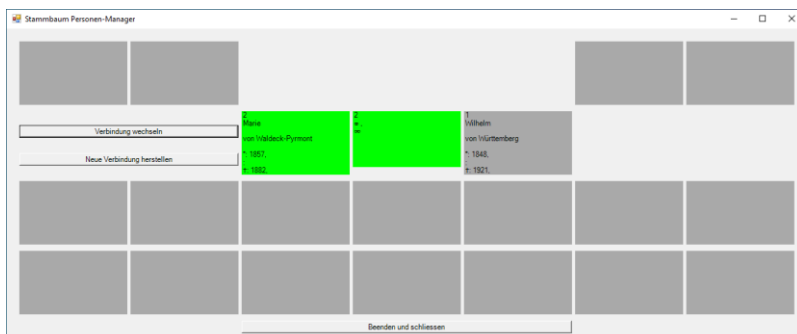 Stammbaum Personen-Manager
Verbindung wechseln
Neue Verbindung herstellen
2
Marie
von Waldeck-Pyrmont
*: 1857,
†: 1882,
2
∞ ,
1
Wilhelm
von Württemberg
*: 1848,
†: 1921,
Beenden und schliessen